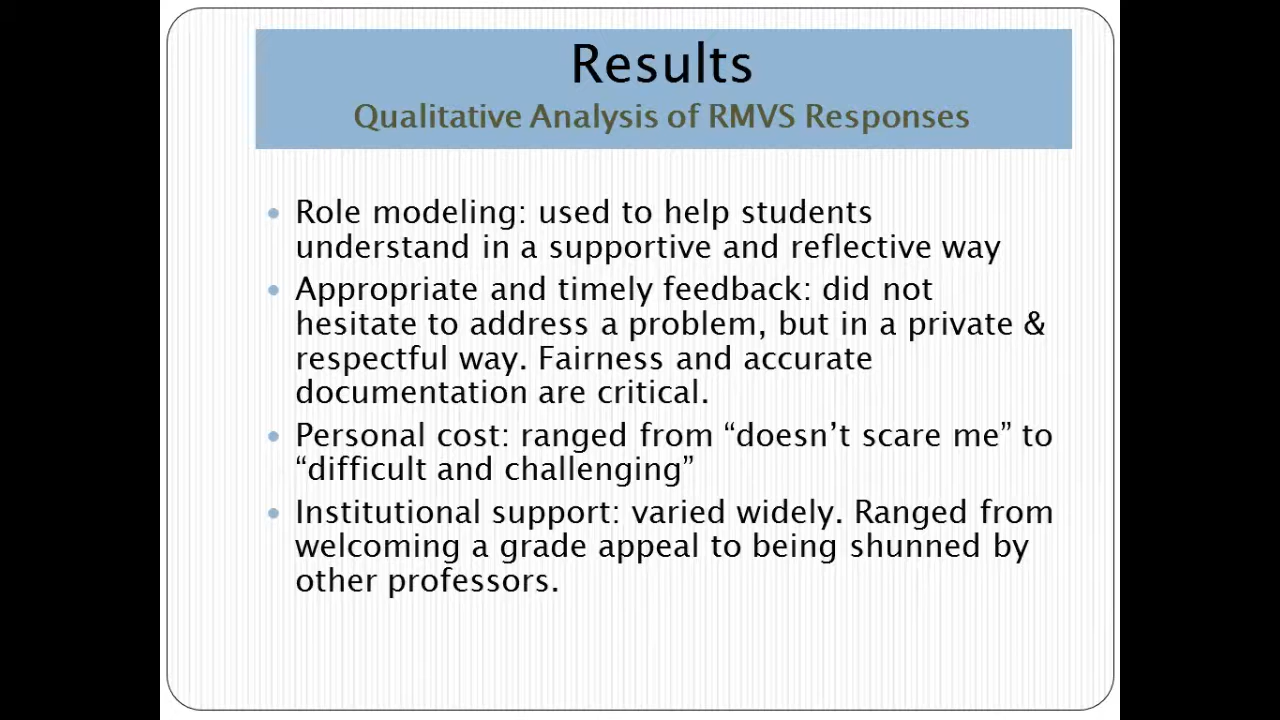 Results
Qualitative Analysis of RMVS Responses
• Role modeling: used to help students
understand in a supportive and reflective way
• Appropriate and timely feedback: did not
hesitate to address a problem, but in a private &
respectful way. Fairness and accurate
documentation are critical.
• Personal cost: ranged from “doesn’t scare me” to
“difficult and challenging”
• Institutional support: varied widely. Ranged from
welcoming a grade appeal to being shunned by
other professors.